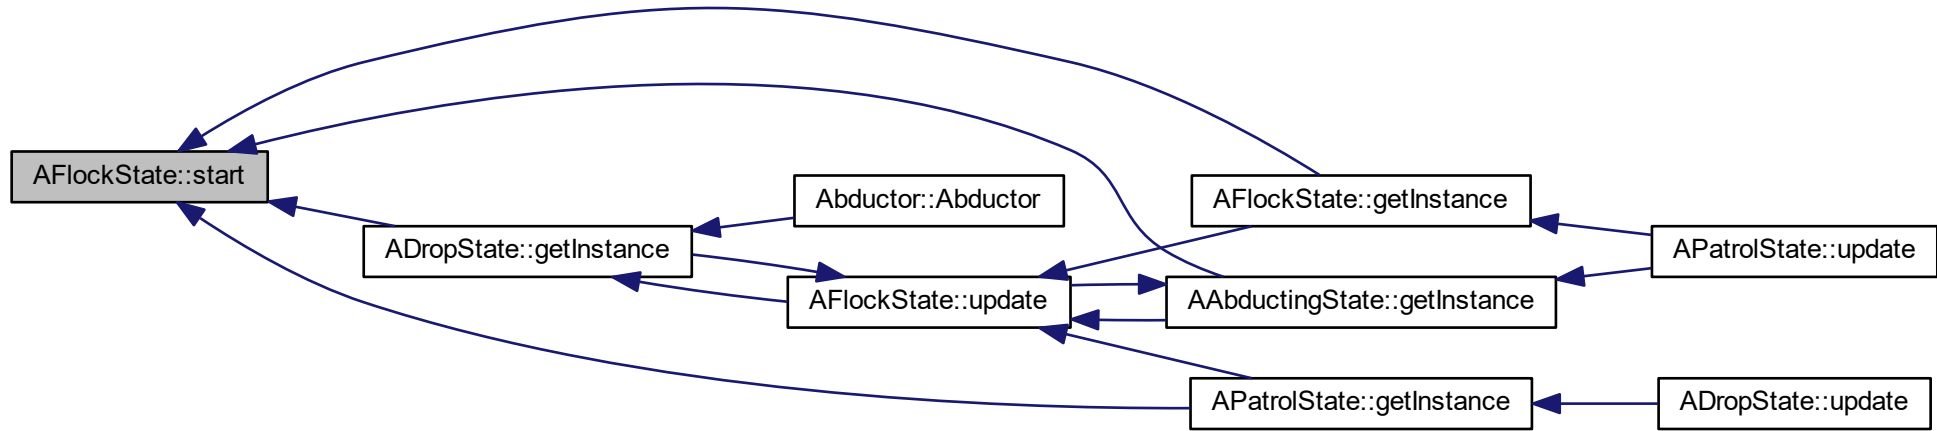 AFlockState::start
ADropState::getInstance
Abductor::Abductor
AFlockState::update
AFlockState::getInstance
AAbductingState::getInstance
APatrolState::getInstance
APatrolState::update
ADropState::update